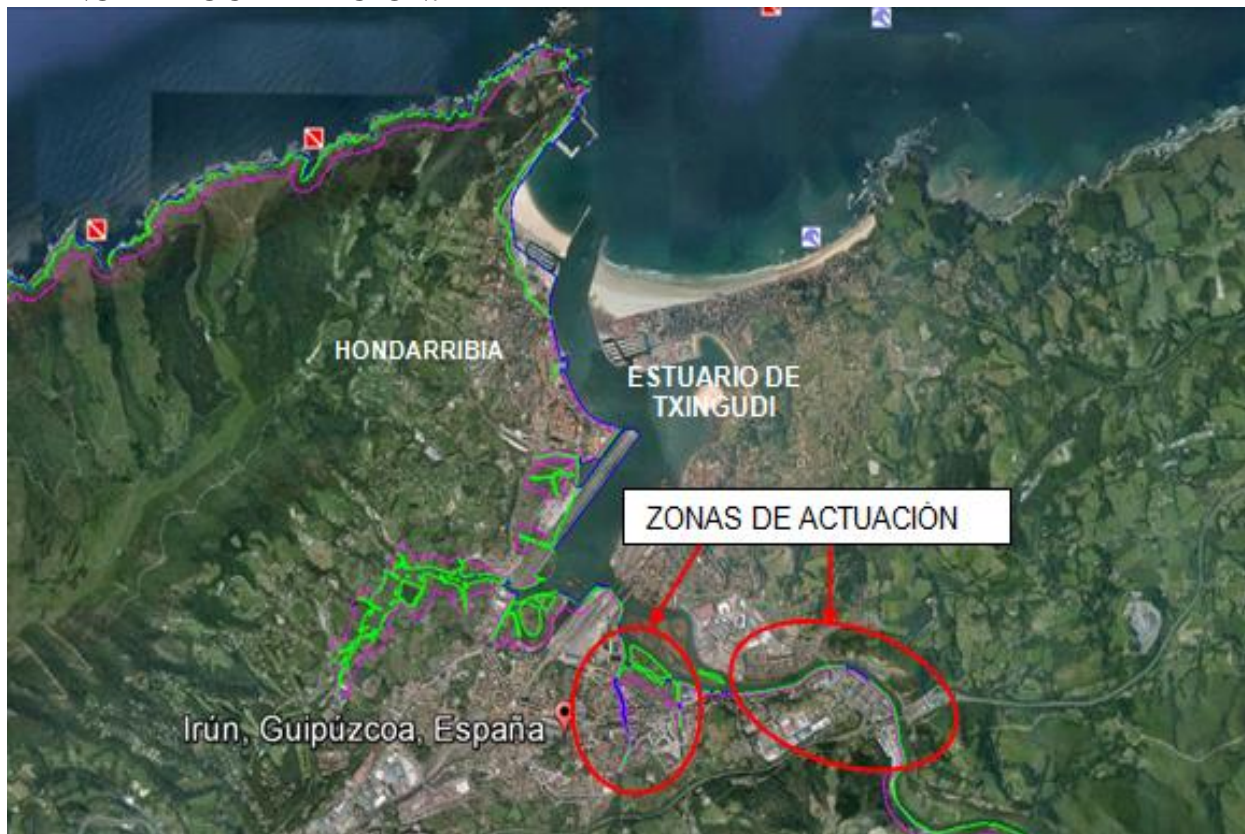 HONDARRIBIA
ESTUARIO DE
TXINGUDI
ZONAS DE ACTUACIÓN
Irún, Guipúzcoa, España